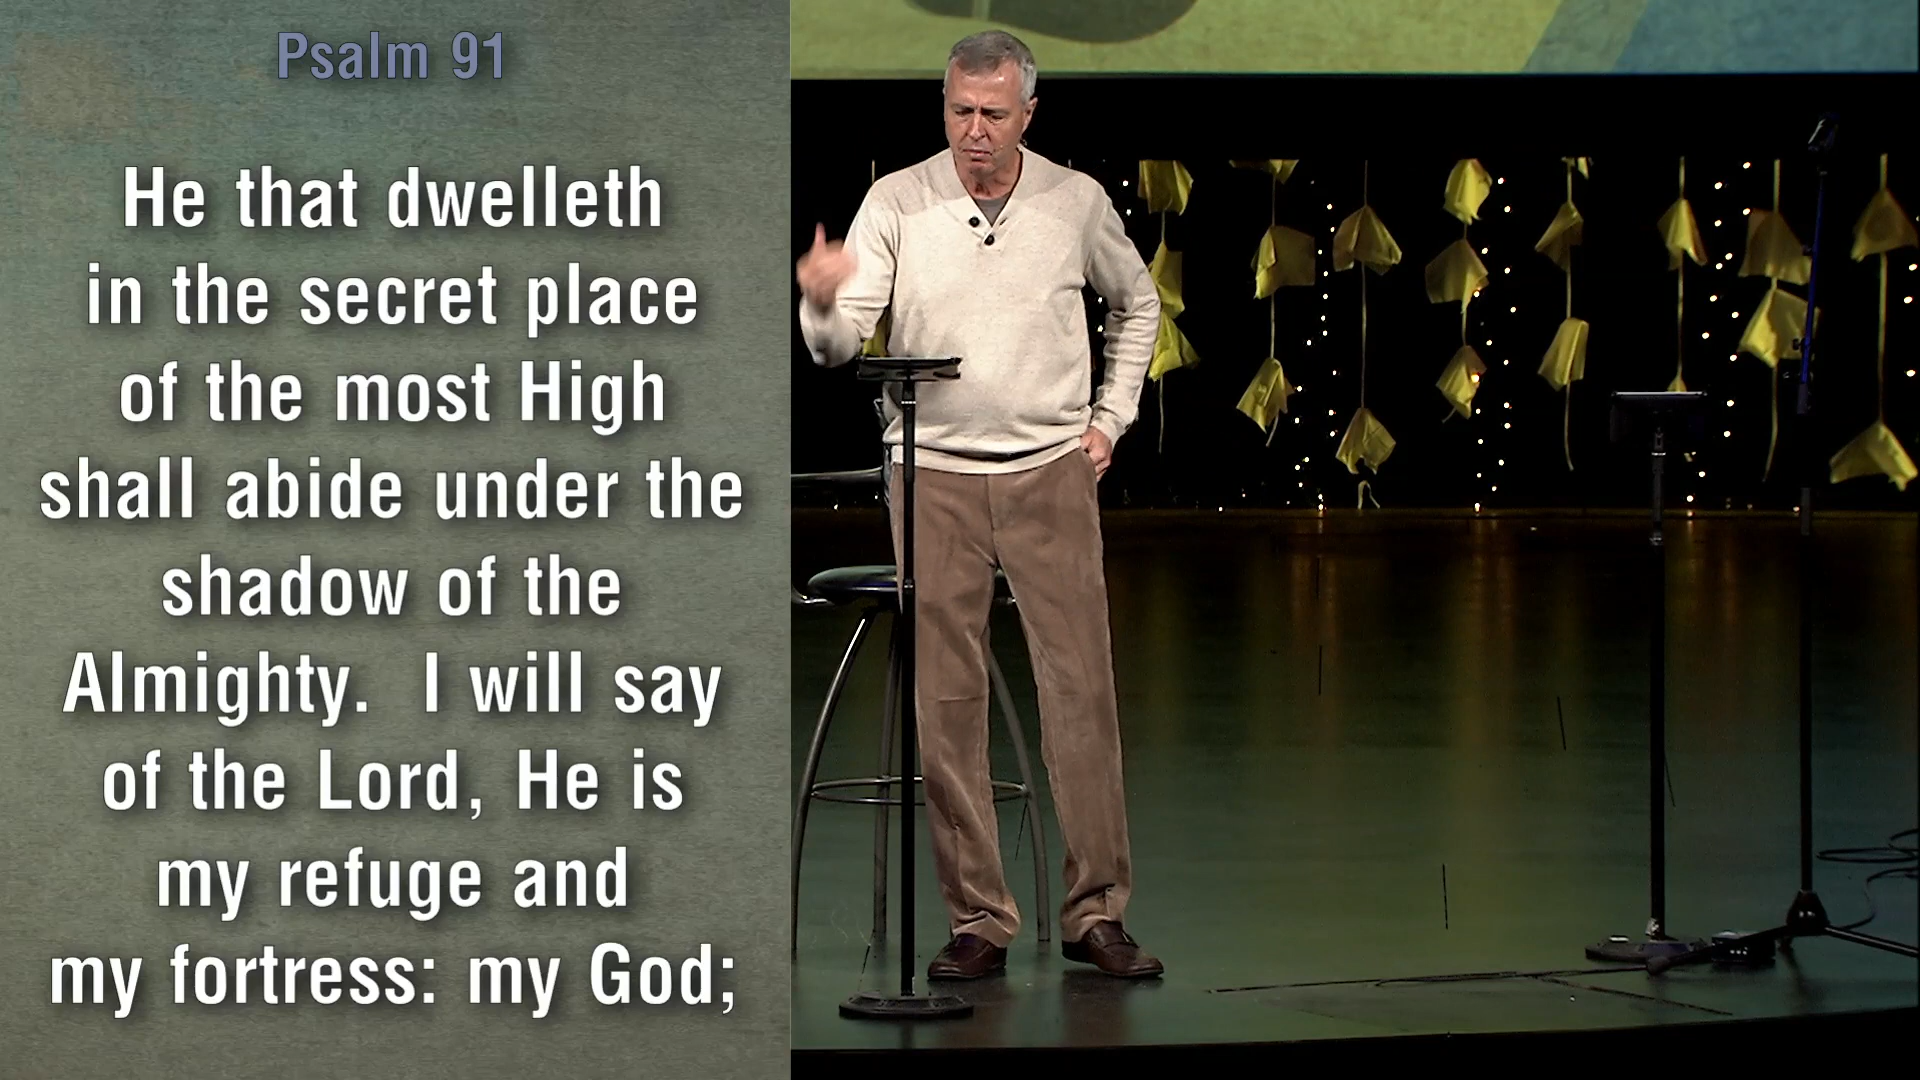 Psalm 91
He that dwelleth
in the secret place
of the most High
shall abide under the
shadow of the
Almighty.  I will say
of the Lord, He is
my refuge and
my fortress: my God;